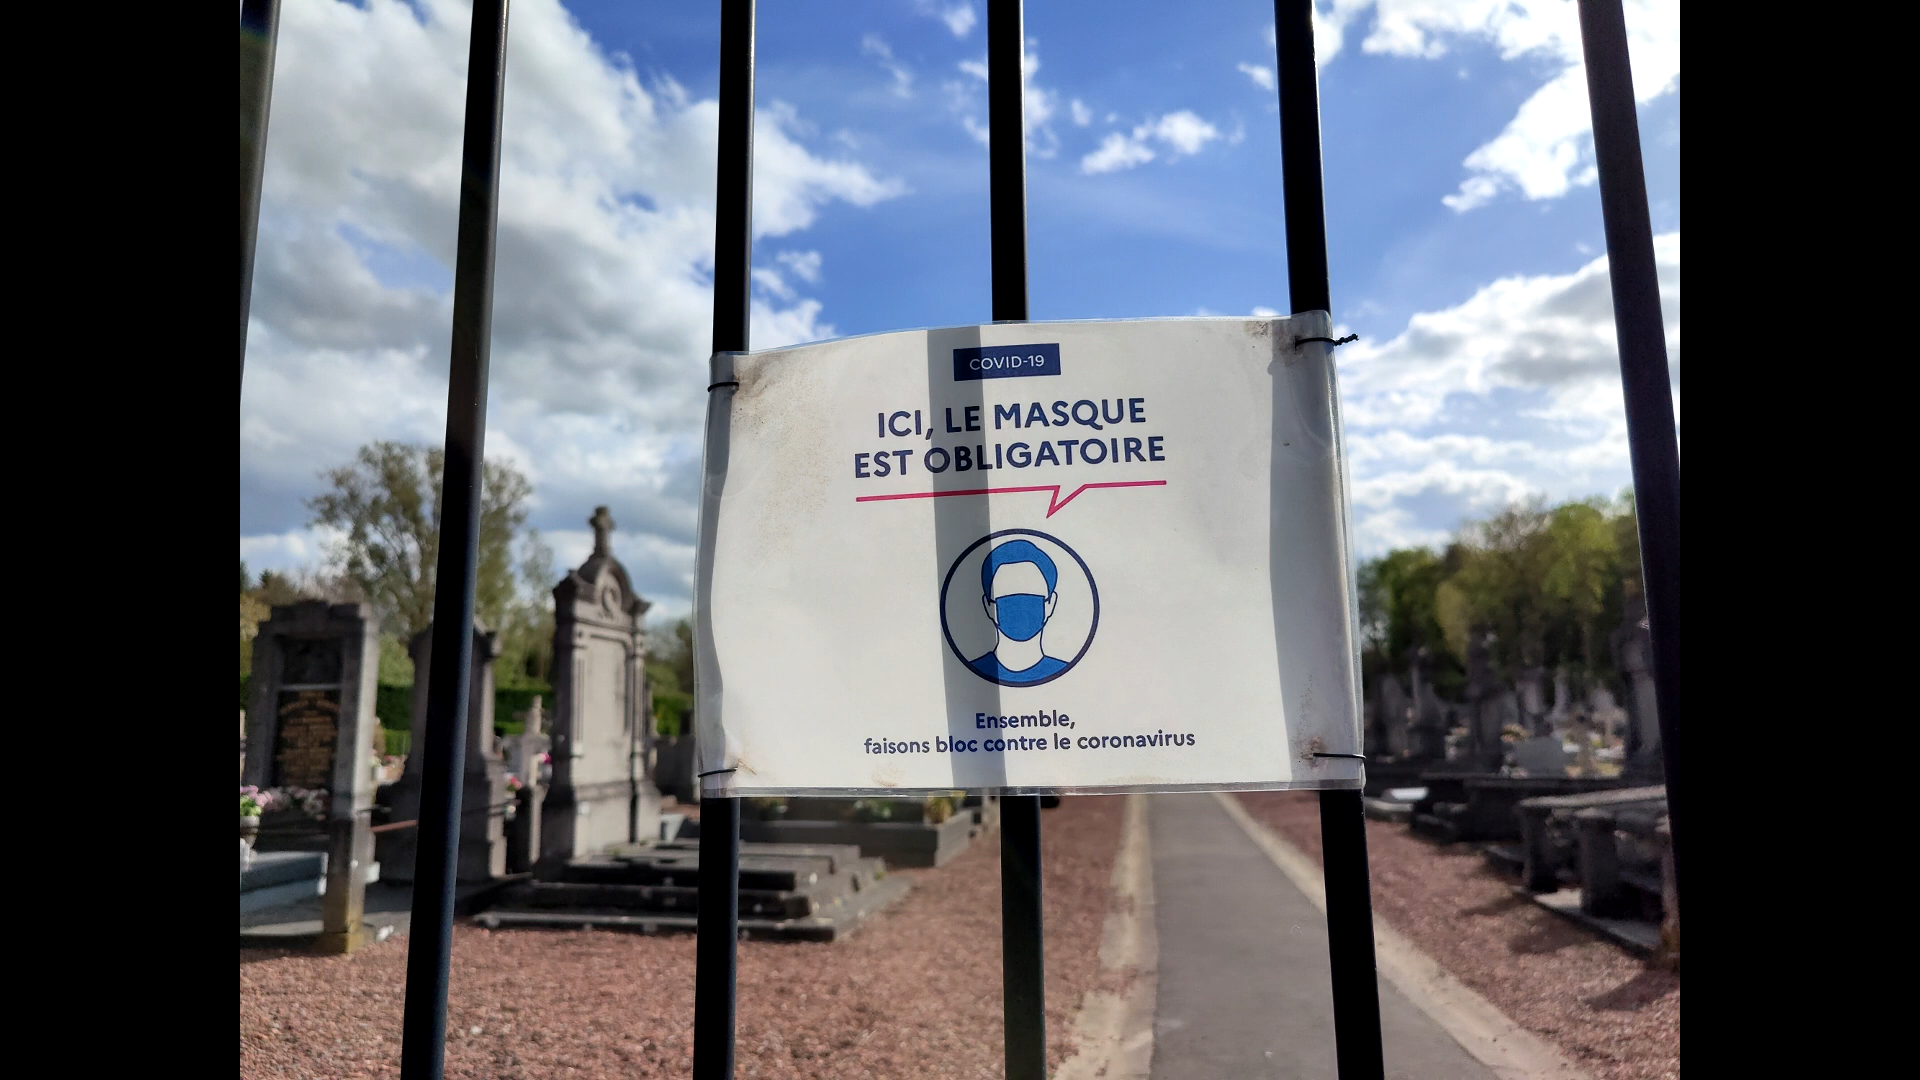 COVID-19
ICI, LE MASQUE
EST OBLIGATOIRE
Ensemble,
faisons bloc contre le coronavirus